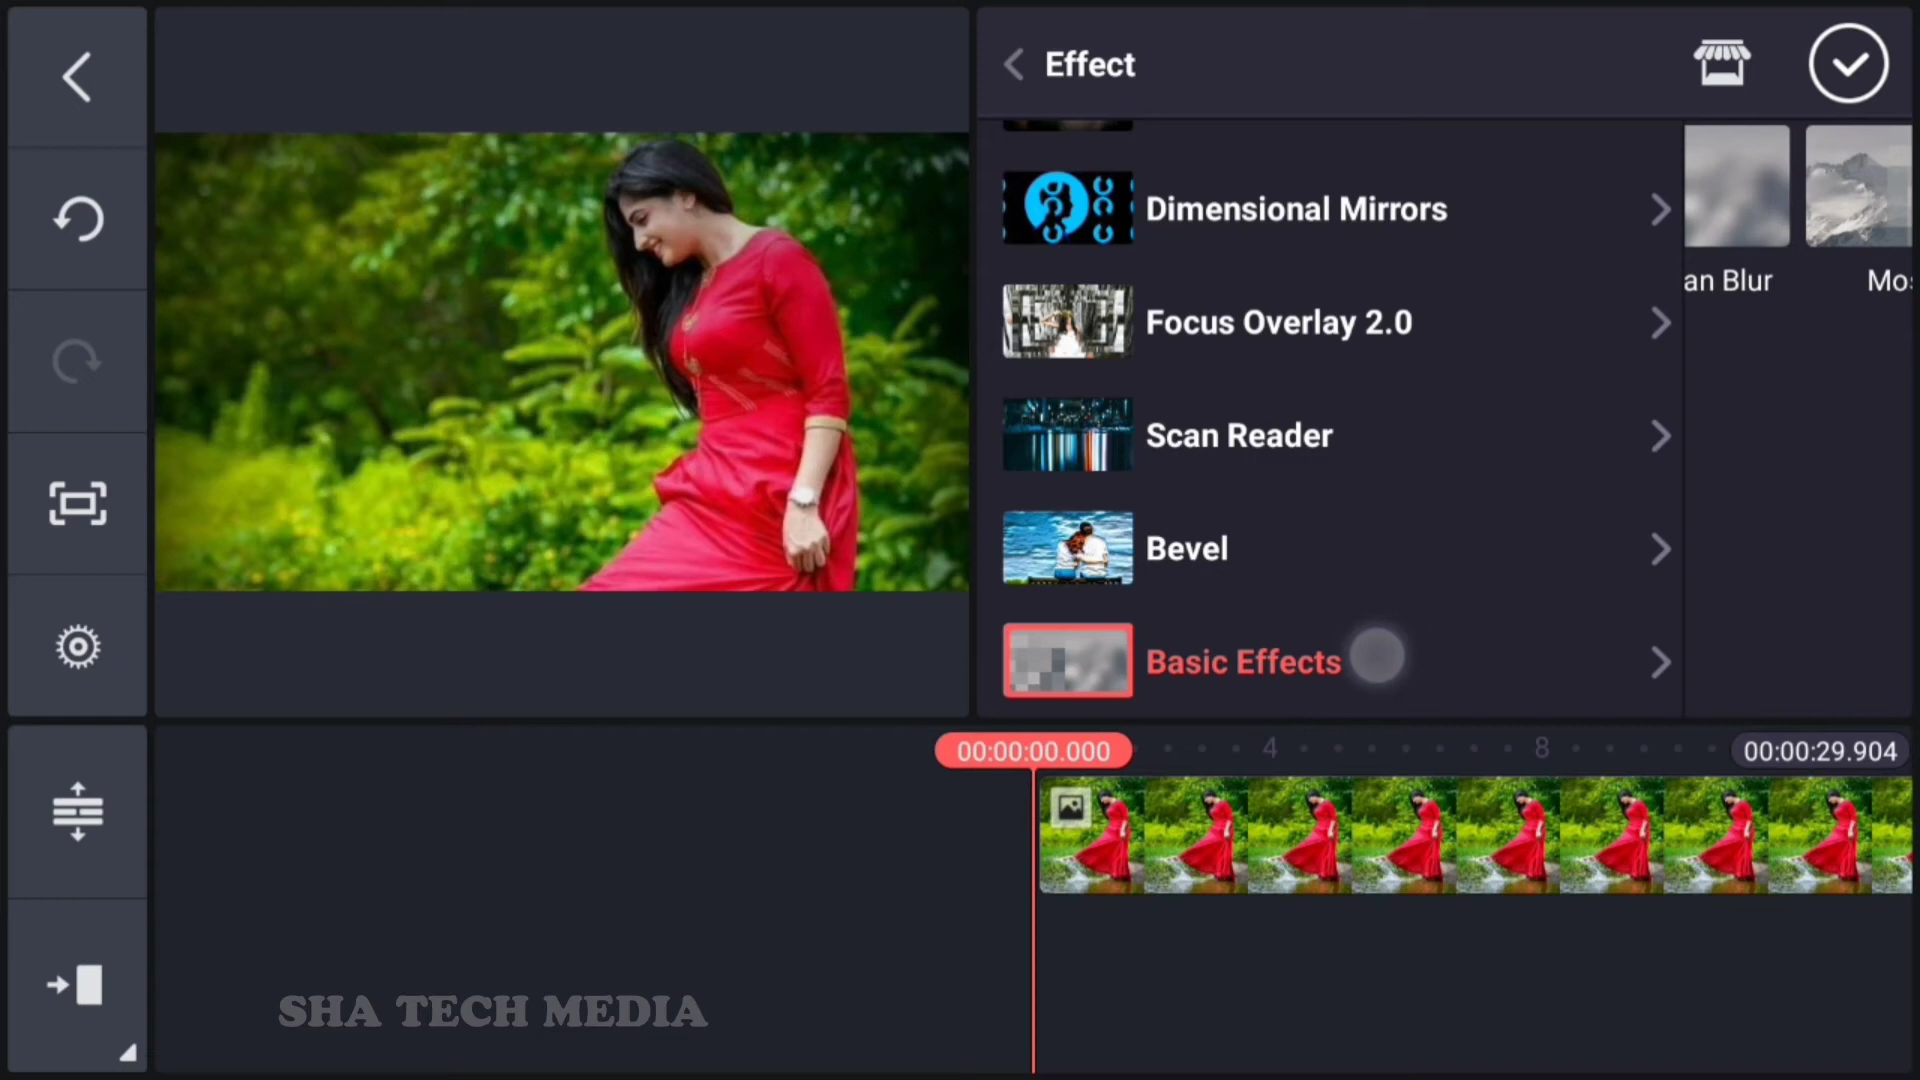 Effect
Dimensional Mirrors
an Blur
Mos
Focus Overlay 2.0
Scan Reader
Bevel
Basic Effects
00:00:00.000
4
8
00:00:29.904
SHA TECH MEDIA